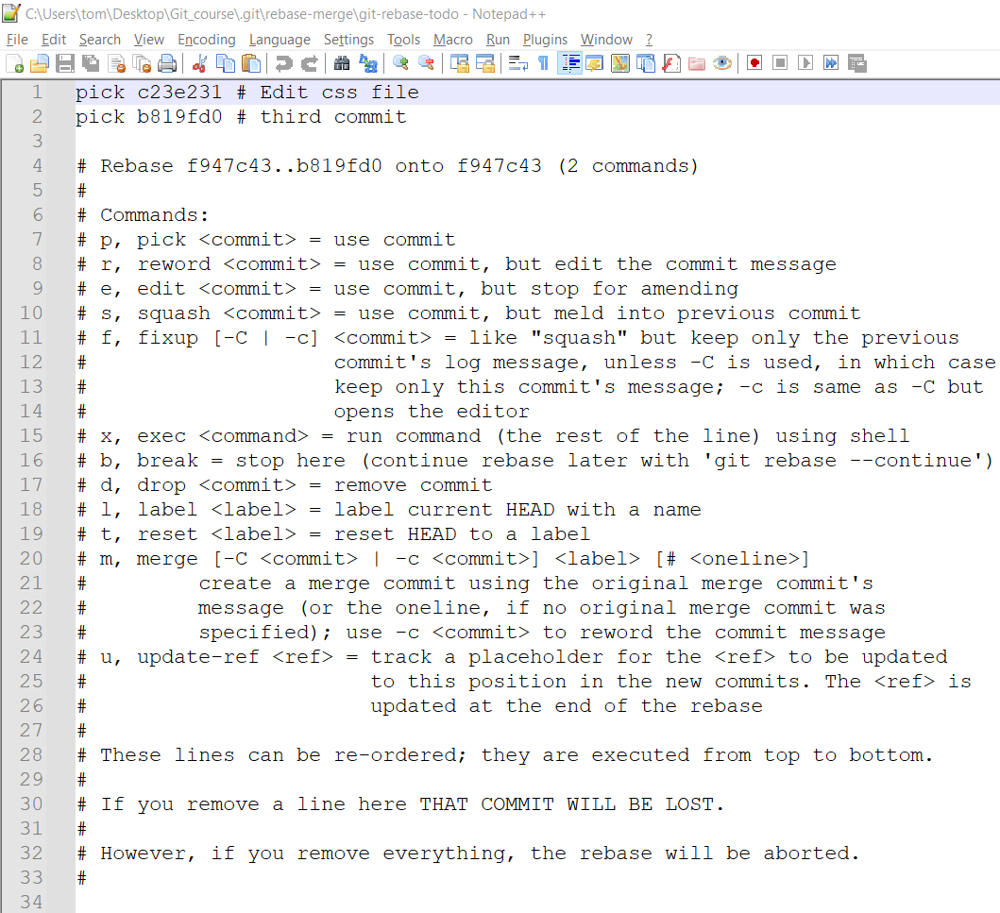 C:\Users\tom\Desktop\Git_course\.git\rebase-merge\git-rebase-todo - Notepad++
File Edit Search View Encoding Language Settings Tools Macro Run Plugins Window ?
1 pick c23e231 # Edit css file
2 pick b819fd0 # third commit
3
4 # Rebase f947c43..b819fd0 onto f947c43 (2 commands)
5 #
6 # Commands:
7 # p, pick <commit> = use commit
8 # r, reword <commit> = use commit, but edit the commit message
9 # e, edit <commit> = use commit, but stop for amending
10 # s, squash <commit> = use commit, but meld into previous commit
11 # f, fixup [-C | -c] <commit> = like "squash" but keep only the previous
12 #                    commit's log message, unless -C is used, in which case
13 #                    keep only this commit's message; -c is same as -C but
14 #                    opens the editor
15 # x, exec <command> = run command (the rest of the line) using shell
16 # b, break = stop here (continue rebase later with 'git rebase --continue')
17 # d, drop <commit> = remove commit
18 # l, label <label> = label current HEAD with a name
19 # t, reset <label> = reset HEAD to a label
20 # m, merge [-C <commit> | -c <commit>] <label> [# <oneline>]
21 #         create a merge commit using the original merge commit's
22 #         message (or the oneline, if no original merge commit was
23 #         specified); use -c <commit> to reword the commit message
24 # u, update-ref <ref> = track a placeholder for the <ref> to be updated
25 #                       to this position in the new commits. The <ref> is
26 #                       updated at the end of the rebase
27 #
28 # These lines can be re-ordered; they are executed from top to bottom.
29 #
30 # If you remove a line here THAT COMMIT WILL BE LOST.
31 #
32 # However, if you remove everything, the rebase will be aborted.
33 #
34